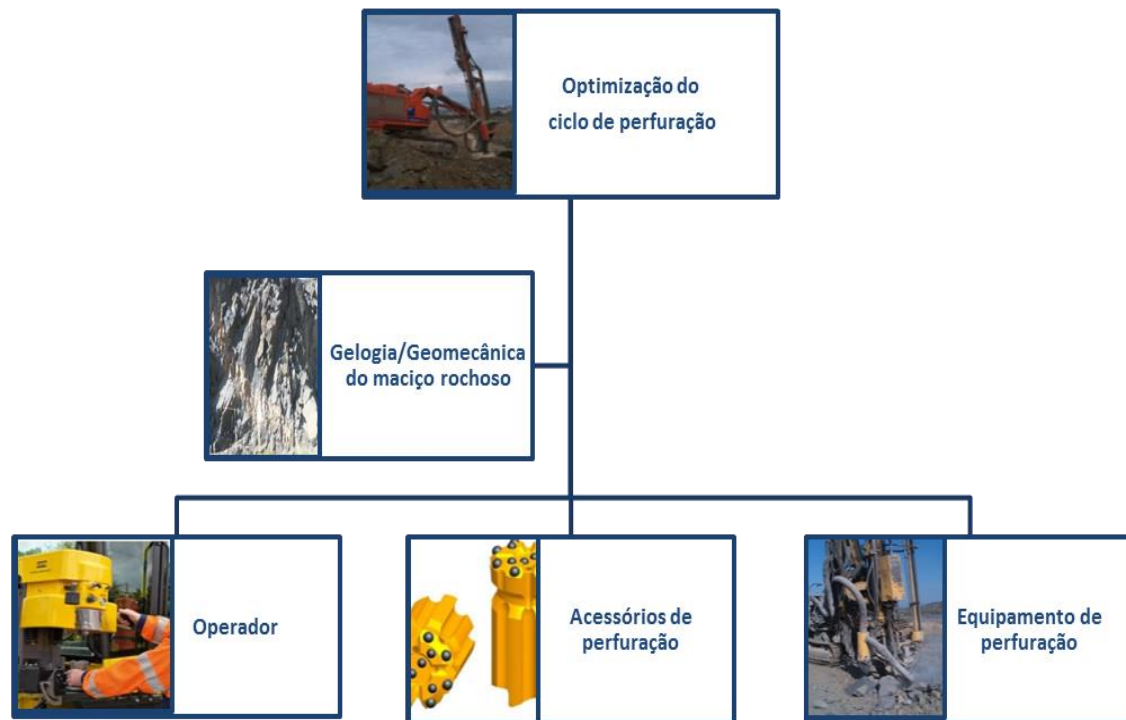 Optimização do
ciclo de perfuração
Gelogia/Geomecânica
do maciço rochoso
Operador
Acessórios de
perfuração
Equipamento de
perfuração